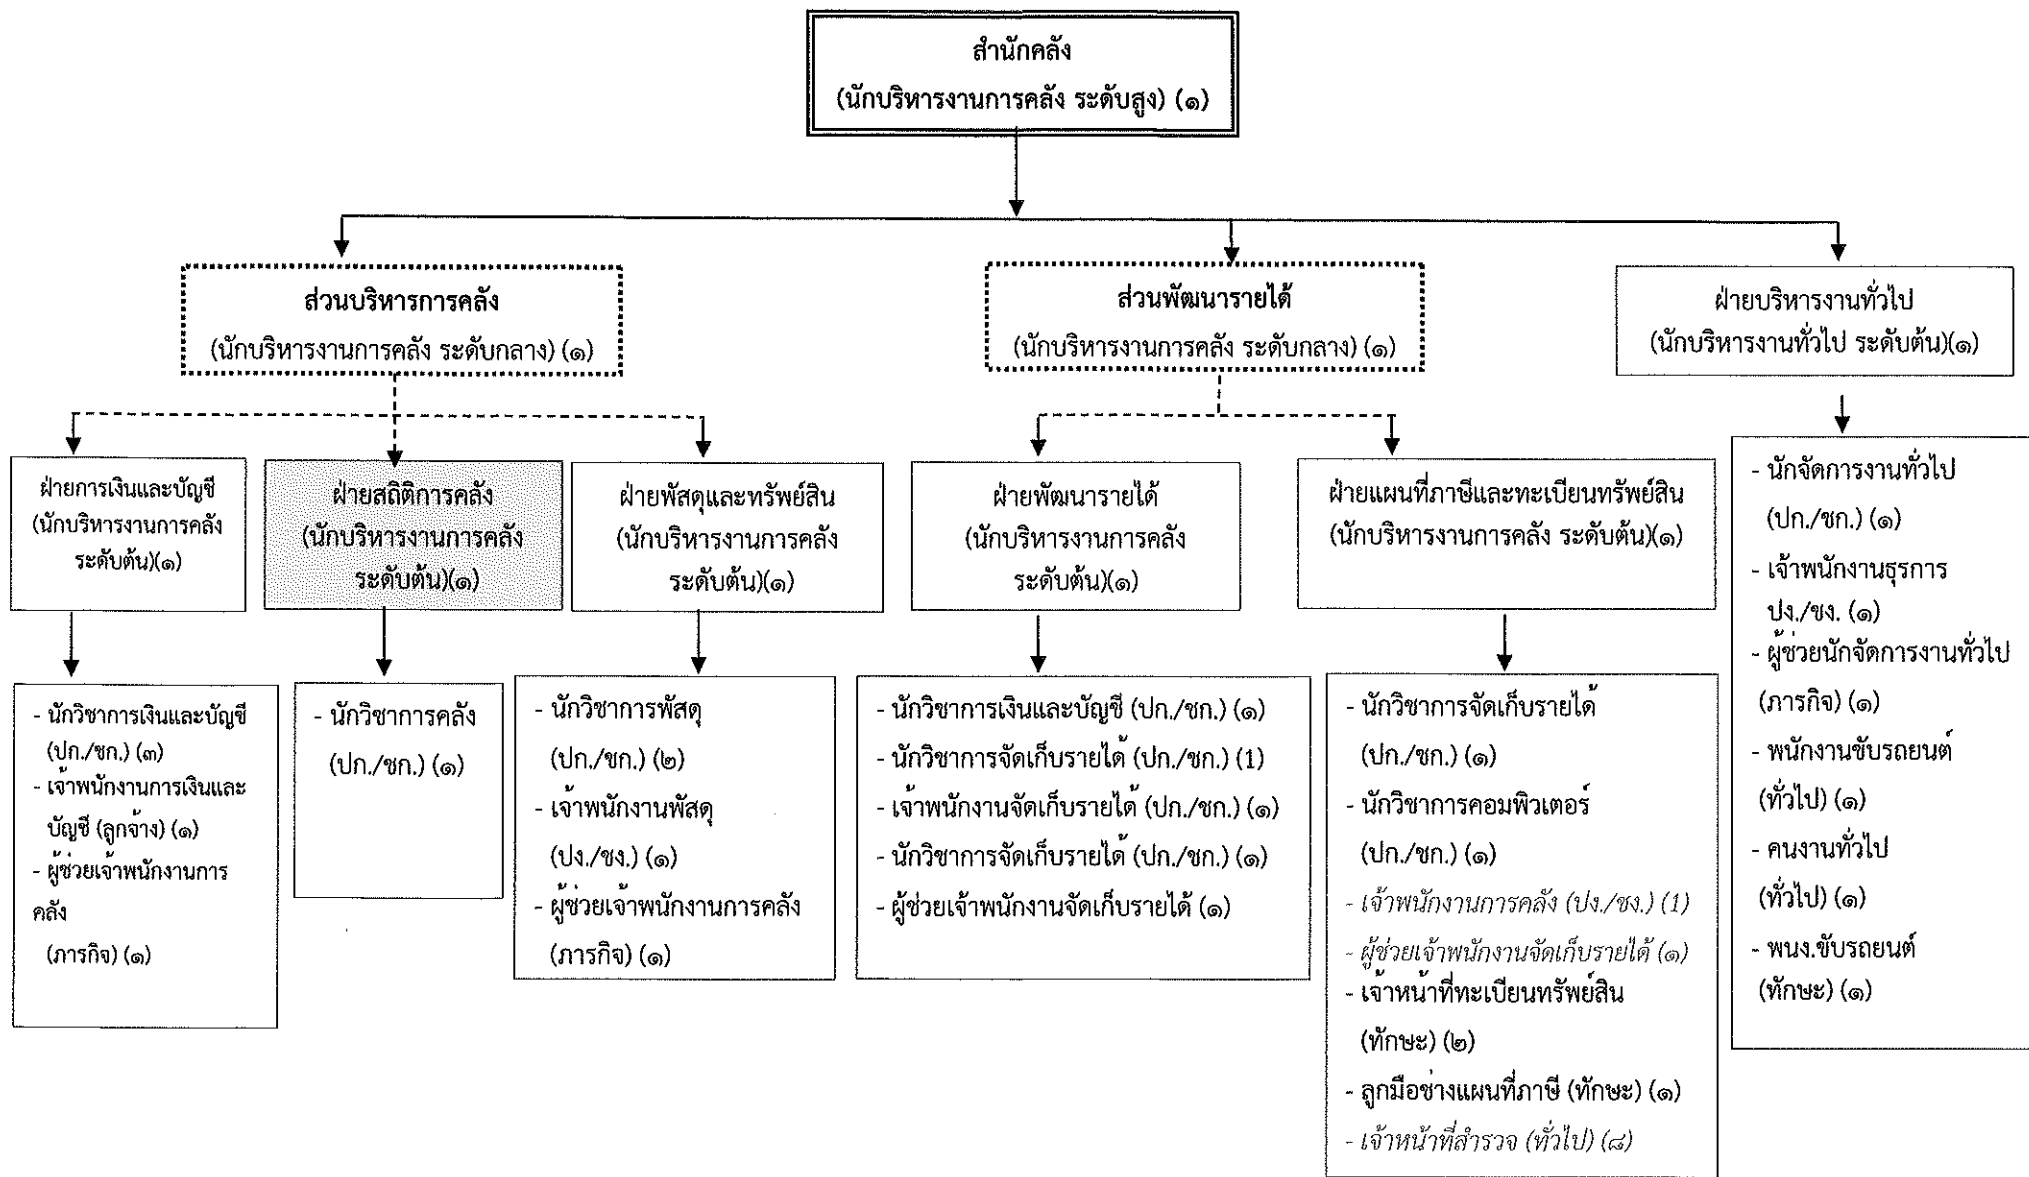 สำนักคลัง
(นักบริหารงานการคลัง ระดับสูง) (๑)
ส่วนบริหารการคลัง
(นักบริหารงานการคลัง ระดับกลาง) (๑)
ส่วนพัฒนารายได้
(นักบริหารงานการคลัง ระดับกลาง) (๑)
ฝ่ายบริหารงานทั่วไป
(นักบริหารงานทั่วไป ระดับต้น)(๑)
ฝ่ายการเงินและบัญชี
(นักบริหารงานการคลัง
ระดับต้น)(๑)
ฝ่ายสถิติการคลัง
(นักบริหารงานการคลัง
ระดับต้น)(๑)
ฝ่ายพัสดุและทรัพย์สิน
(นักบริหารงานการคลัง
ระดับต้น)(๑)
ฝ่ายพัฒนารายได้
(นักบริหารงานการคลัง
ระดับต้น)(๑)
ฝ่ายแผนที่ภาษีและทะเบียนทรัพย์สิน
(นักบริหารงานการคลัง ระดับต้น)(๑)
- นักวิชาการเงินและบัญชี
(ปก./ชก.) (๓)
- เจ้าพนักงานการเงินและ
บัญชี (ลูกจ้าง) (๑)
- ผู้ช่วยเจ้าพนักงานการ
คลัง
(ภารกิจ) (๑)
- นักวิชาการคลัง
(ปก./ชก.) (๑)
- นักวิชาการพัสดุ
(ปก./ชก.) (๒)
- เจ้าพนักงานพัสดุ
(ปง./ชง.) (๑)
- ผู้ช่วยเจ้าพนักงานการคลัง
(ภารกิจ) (๑)
- นักวิชาการเงินและบัญชี (ปก./ชก.) (๑)
- นักวิชาการจัดเก็บรายได้ (ปก./ชก.) (1)
- เจ้าพนักงานจัดเก็บรายได้ (ปก./ชก.) (๑)
- นักวิชาการจัดเก็บรายได้ (ปก./ชก.) (๑)
- ผู้ช่วยเจ้าพนักงานจัดเก็บรายได้ (๑)
- นักวิชาการจัดเก็บรายได้
(ปก./ชก.) (๑)
- นักวิชาการคอมพิวเตอร์
(ปก./ชก.) (๑)
- เจ้าพนักงานการคลัง (ปง./ชง.) (1)
- ผู้ช่วยเจ้าพนักงานจัดเก็บรายได้ (๑)
- เจ้าหน้าที่ทะเบียนทรัพย์สิน
(ทักษะ) (๒)
- ลูกมือช่างแผนที่ภาษี (ทักษะ) (๑)
- เจ้าหน้าที่สำรวจ (ทั่วไป) (๘)
- นักจัดการงานทั่วไป
(ปก./ชก.) (๑)
- เจ้าพนักงานธุรการ
ปง./ชง. (๑)
- ผู้ช่วยนักจัดการงานทั่วไป
(ภารกิจ) (๑)
- พนักงานขับรถยนต์
(ทั่วไป) (๑)
- คนงานทั่วไป
(ทั่วไป) (๑)
- พนง.ขับรถยนต์
(ทักษะ) (๑)